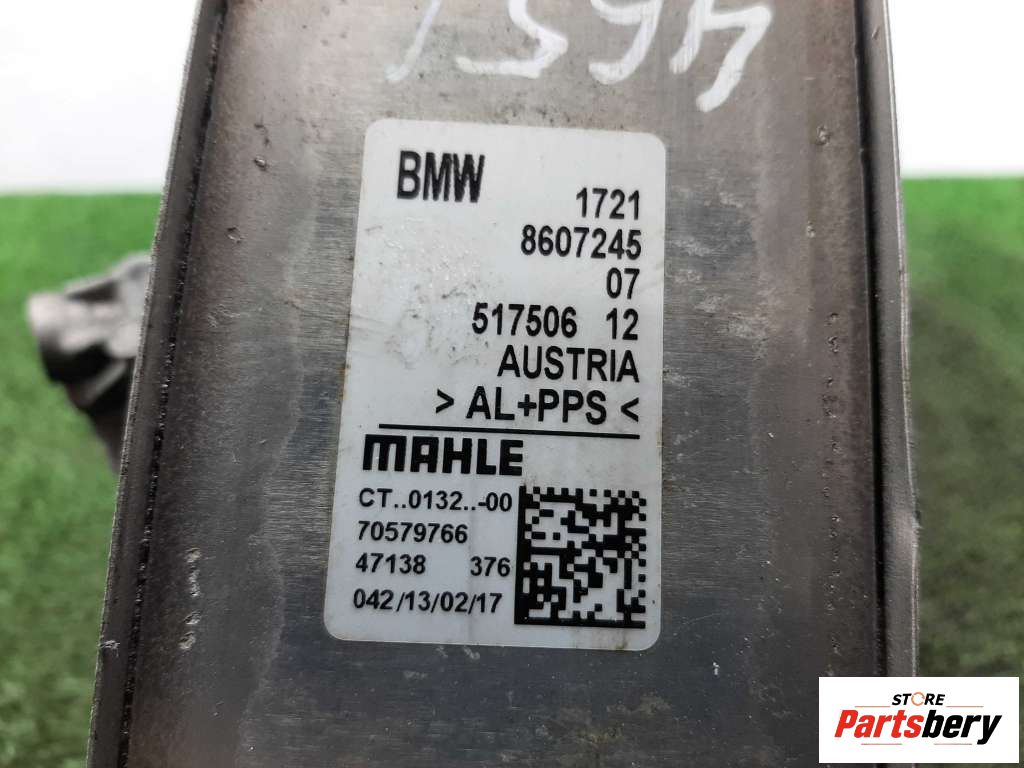 4651
BMW 1721
8607245
07
517506 12
AUSTRIA
> AL+PPS <
MAHLE
CT..0132..-00
70579766
47138 376
042/13/02/17
STORE
Partsbery